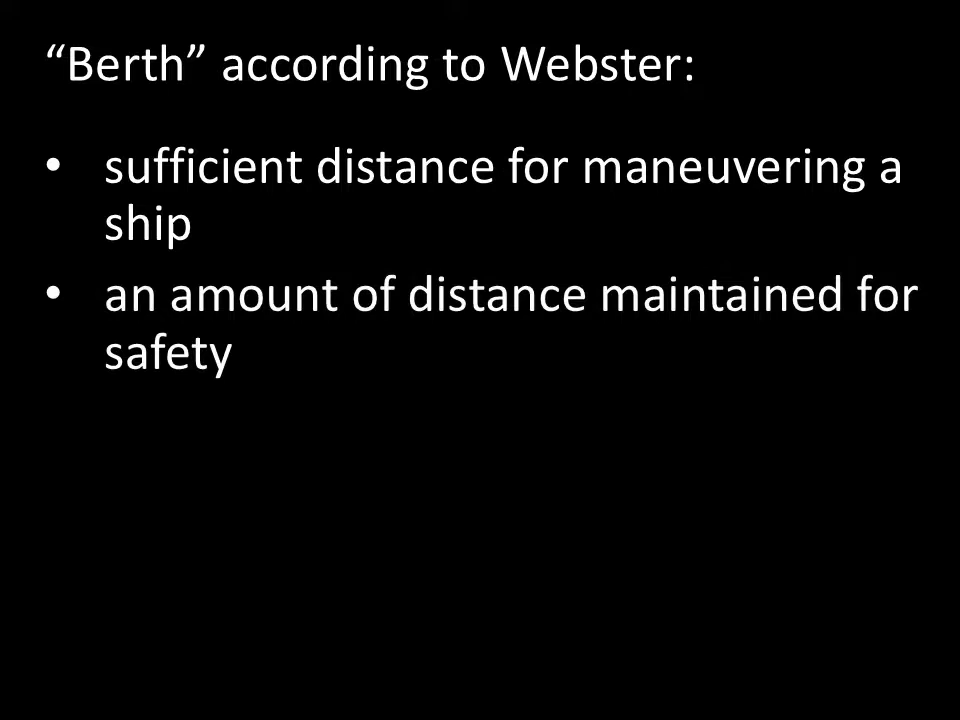 “Berth” according to Webster:
• sufficient distance for maneuvering a
ship
• an amount of distance maintained for
safety